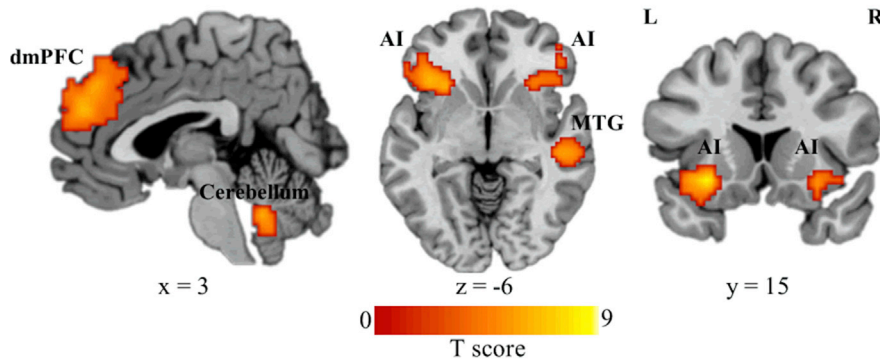 L R
dmPFC AI AI
MTG
AI AI
Cerebellum
x = 3 z = -6 y = 15
0 9
T score